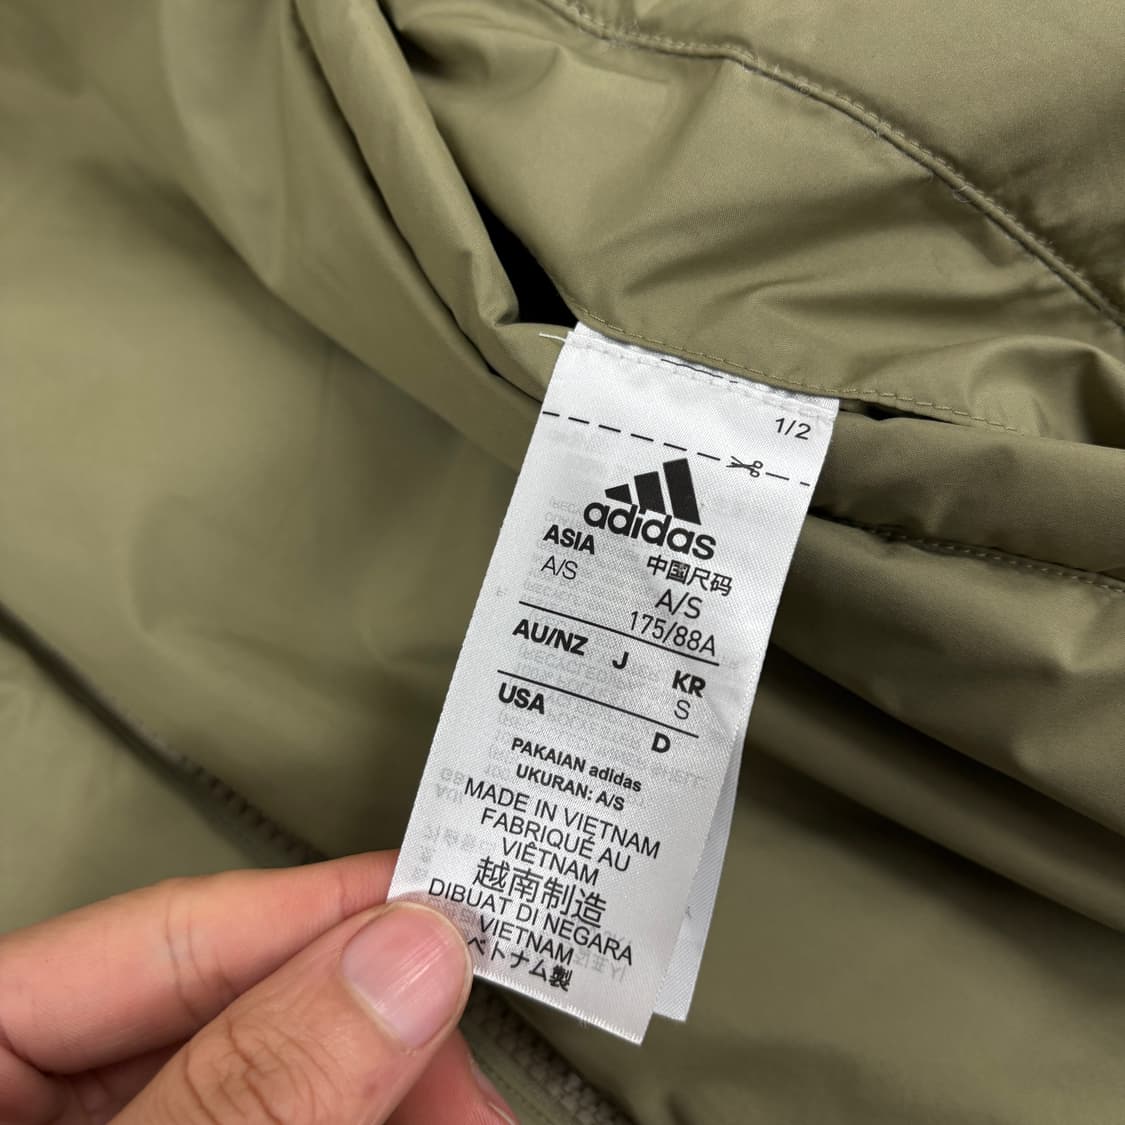 1/2
adidas
ASIA
中国尺码
A/S
A/S
175/88A
AU/NZ J KR
S
USA D
PAKAIAN adidas
UKURAN: A/S
MADE IN VIETNAM
FABRIQUÉ AU
VIÊTNAM
越南制造
DIBUAT DI NEGARA
VIETNAM
ベトナム製